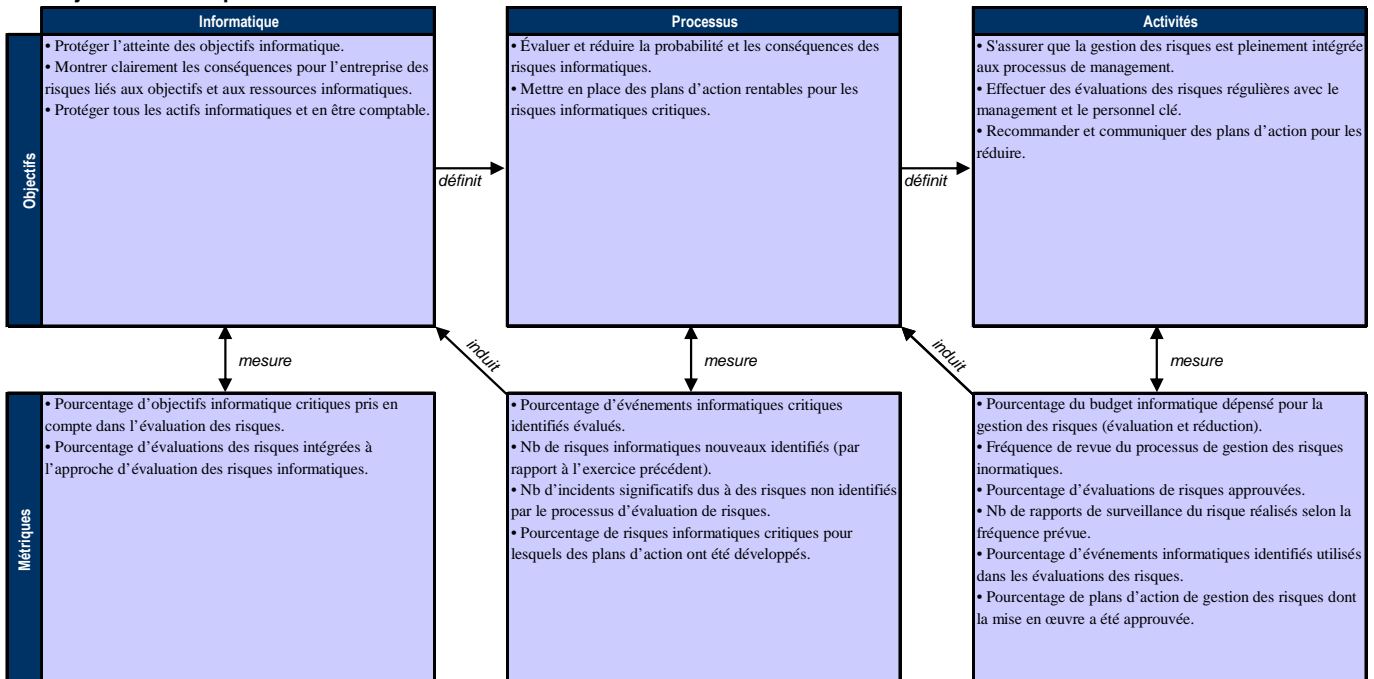 Informatique
Processus
Activités
Objectifs
• Protéger l’atteinte des objectifs informatique.
• Montrer clairement les conséquences pour l’entreprise des
risques liés aux objectifs et aux ressources informatiques.
• Protéger tous les actifs informatiques et en être comptable.
définit
• Évaluer et réduire la probabilité et les conséquences des
risques informatiques.
• Mettre en place des plans d’action rentables pour les
risques informatiques critiques.
définit
• S'assurer que la gestion des risques est pleinement intégrée
aux processus de management.
• Effectuer des évaluations des risques régulières avec le
management et le personnel clé.
• Recommander et communiquer des plans d’action pour les
réduire.
mesure
induit
mesure
induit
mesure
Métriques
• Pourcentage d’objectifs informatique critiques pris en
compte dans l’évaluation des risques.
• Pourcentage d’évaluations des risques intégrées à
l’approche d’évaluation des risques informatiques.
• Pourcentage d’événements informatiques critiques
identifiés évalués.
• Nb de risques informatiques nouveaux identifiés (par
rapport à l’exercice précédent).
• Nb d’incidents significatifs dus à des risques non identifiés
par le processus d’évaluation de risques.
• Pourcentage de risques informatiques critiques pour
lesquels des plans d’action ont été développés.
• Pourcentage du budget informatique dépensé pour la
gestion des risques (évaluation et réduction).
• Fréquence de revue du processus de gestion des risques
inormatiques.
• Pourcentage d’évaluations de risques approuvées.
• Nb de rapports de surveillance du risque réalisés selon la
fréquence prévue.
• Pourcentage d’événements informatiques identifiés utilisés
dans les évaluations des risques.
• Pourcentage de plans d’action de gestion des risques dont
la mise en œuvre a été approuvée.